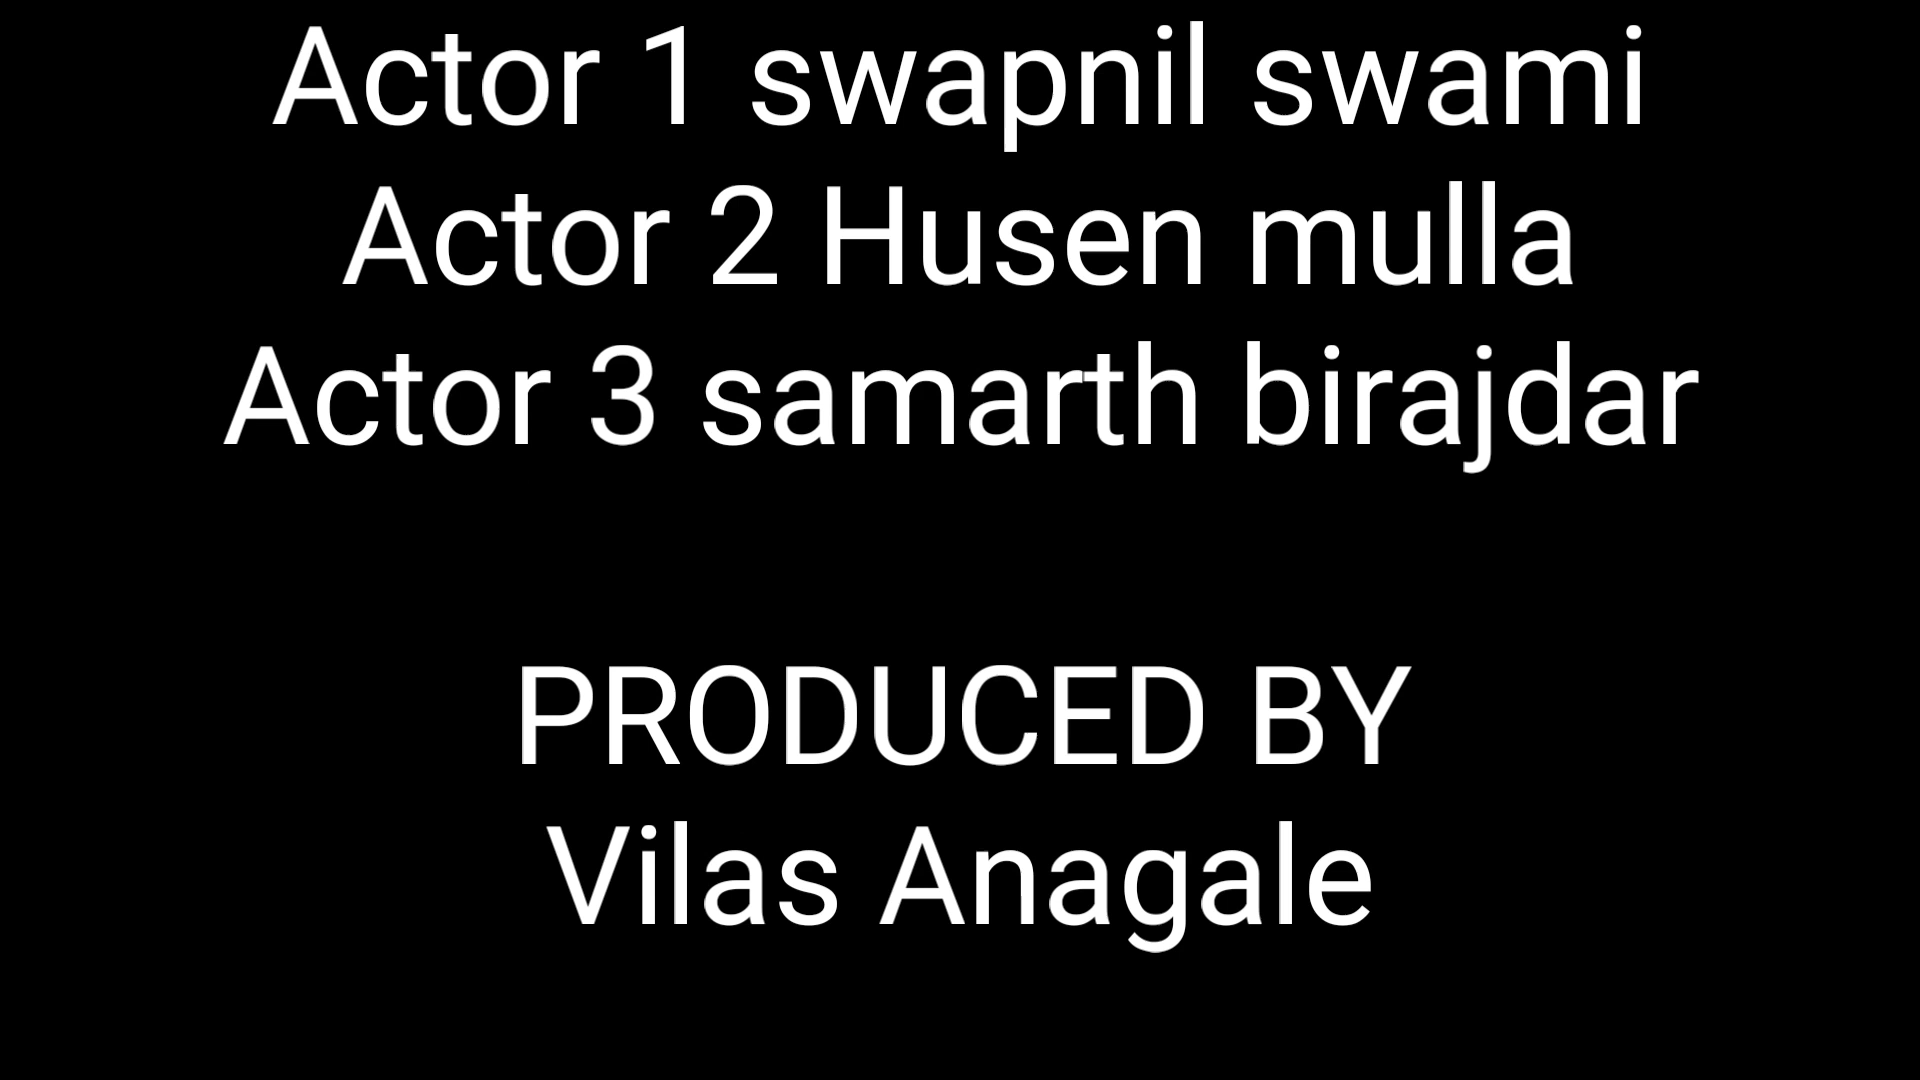 Actor 1 swapnil swami
Actor 2 Husen mulla
Actor 3 samarth birajdar
PRODUCED BY
Vilas Anagale